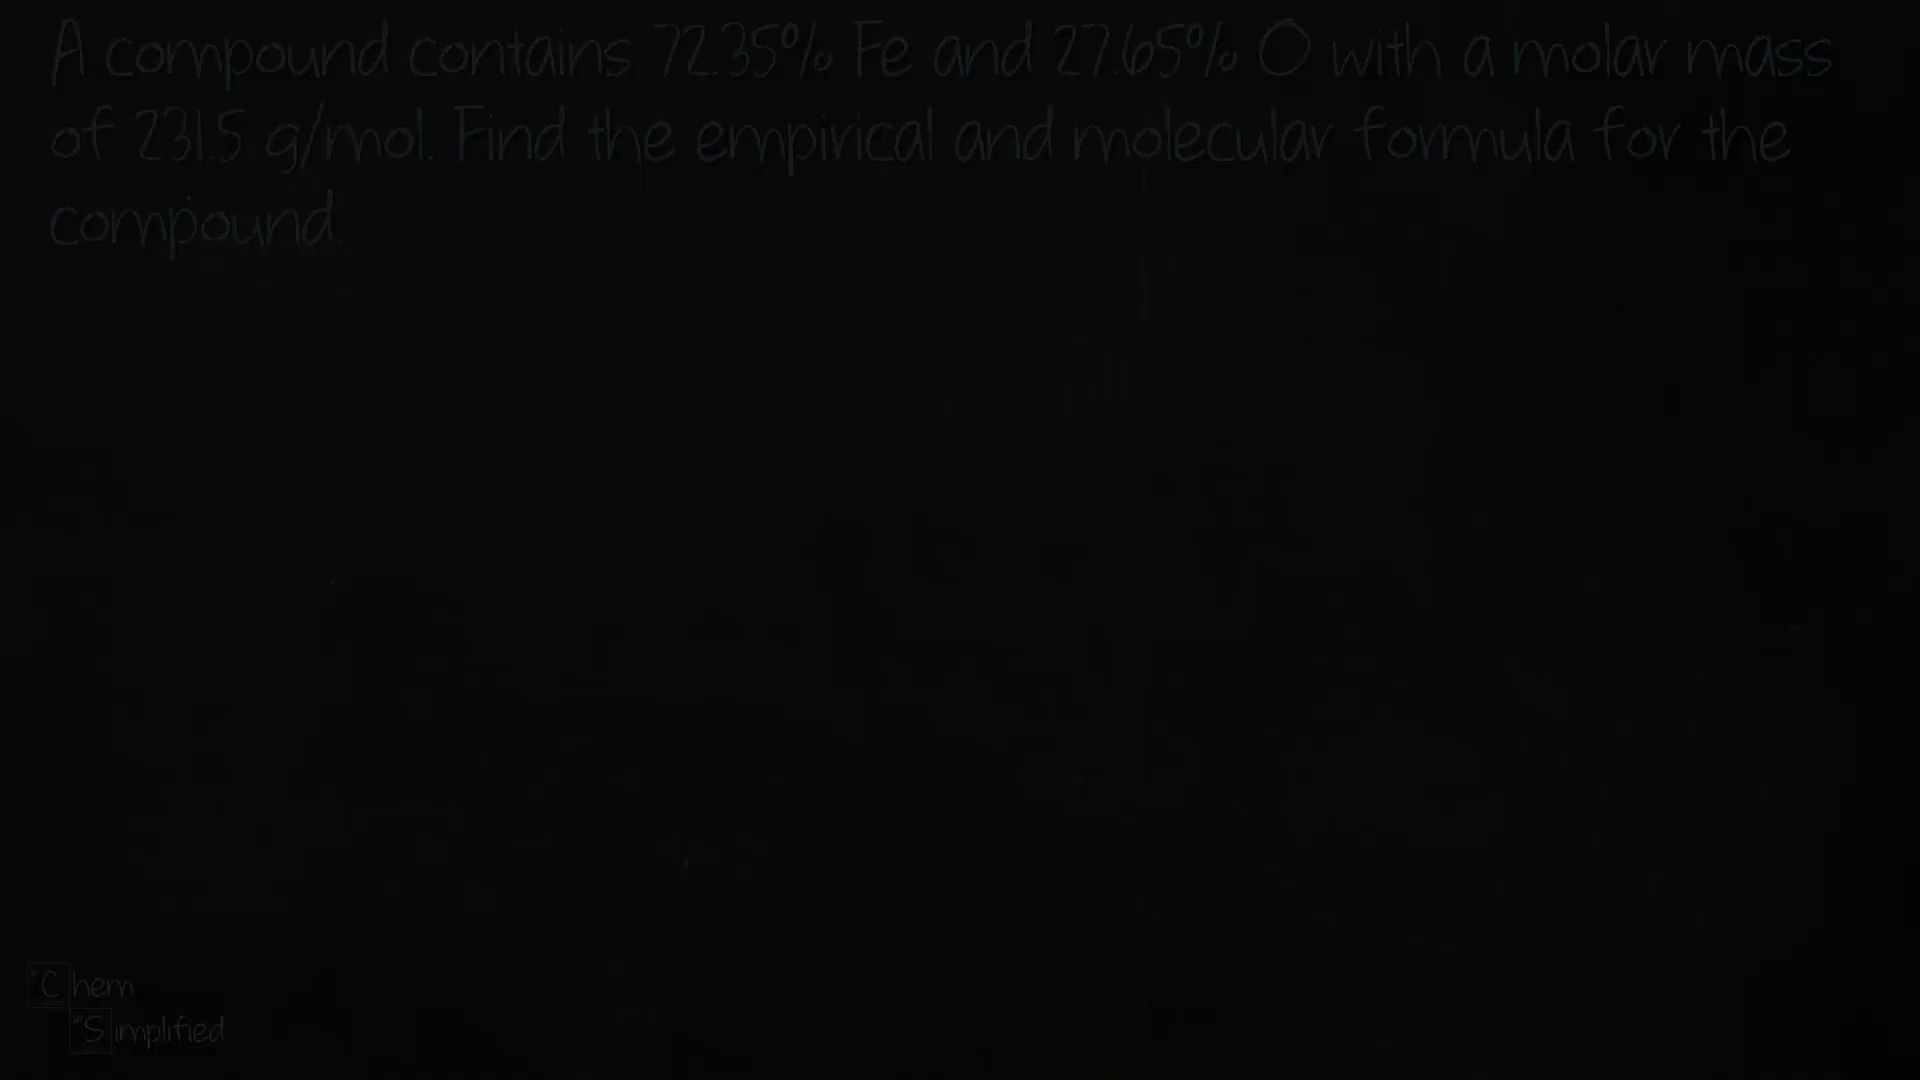 A compound contains 72.35% Fe and 27.65% O with a molar mass
of 231.5 g/mol. Find the empirical and molecular formula for the
compound.
Chem
Simplified